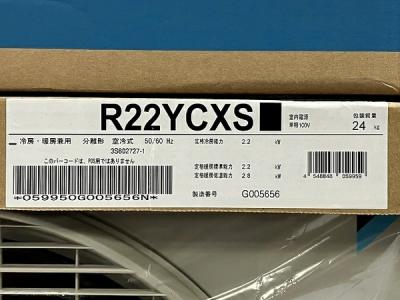 R22YCXS■
室内電源
単相100V
包装質量
24 kg
冷房・暖房兼用 分離形 空冷式 50/60 Hz
3S602727-1
このバーコードは、POS用ではありません
*059950G005656N*
定格冷房能力 2.2 kW
定格暖房標準能力 2.2 kW
定格暖房低温能力 2.8 kW
製造番号 G005656
4 548848 059959